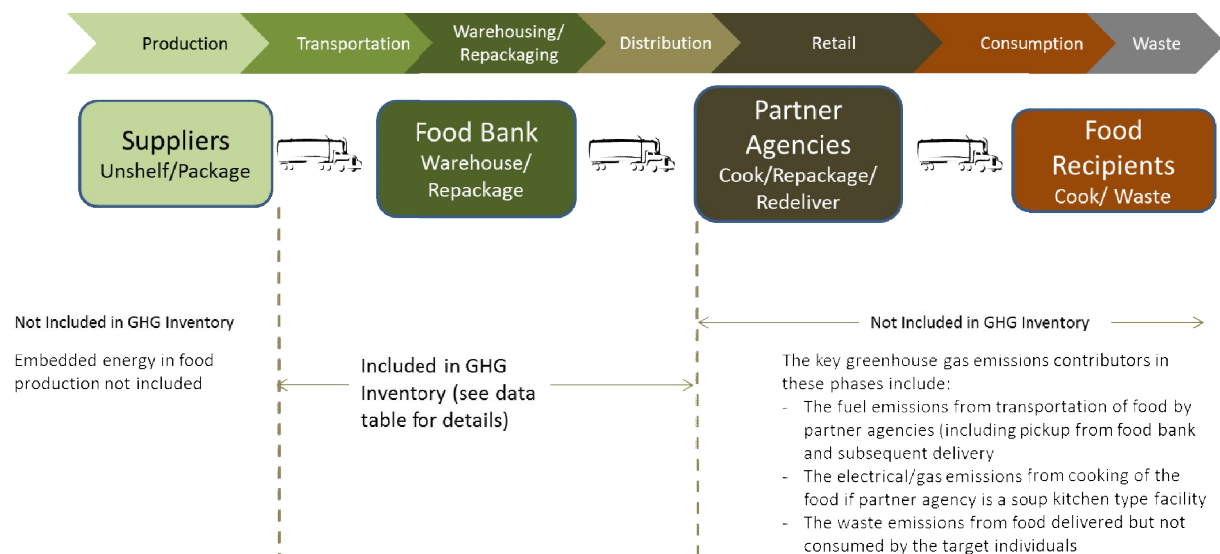 Production
Transportation
Warehousing/
Repackaging
Distribution
Retail
Consumption
Waste
Suppliers
Unshelf/Package
Food Bank
Warehouse/
Repackage
Partner
Agencies
Cook/Repackage/
Redeliver
Food
Recipients
Cook/ Waste
Not Included in GHG Inventory
Embedded energy in food
production not included
Included in GHG
Inventory (see data
table for details)
Not Included in GHG Inventory
The key greenhouse gas emissions contributors in
these phases include:
- The fuel emissions from transportation of food by
partner agencies (including pickup from food bank
and subsequent delivery
- The electrical/gas emissions from cooking of the
food if partner agency is a soup kitchen type facility
- The waste emissions from food delivered but not
consumed by the target individuals